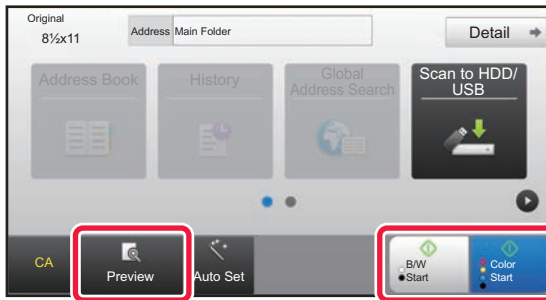 Original
8½x11
Address Main Folder
Detail
Address Book
History
Global
Address Search
Scan to HDD/
USB
CA
Preview
Auto Set
B/W
Start
Color
Start